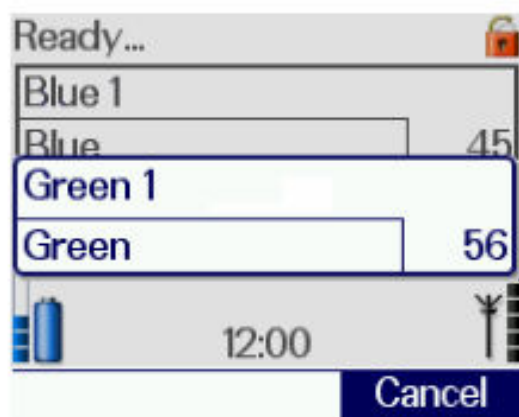 Ready...
Blue 1
Blue 45
Green 1
Green 56
12:00
Cancel